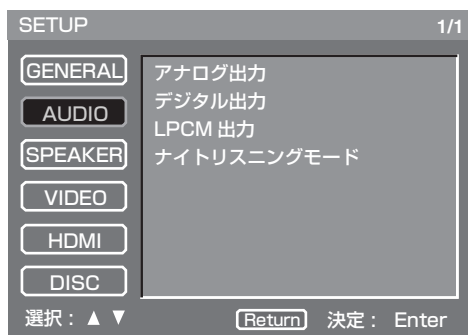 SETUP 1/1
GENERAL
AUDIO
SPEAKER
VIDEO
HDMI
DISC
アナログ出力
デジタル出力
LPCM 出力
ナイトリスニングモード
選択：▲ ▼ Return 決定： Enter